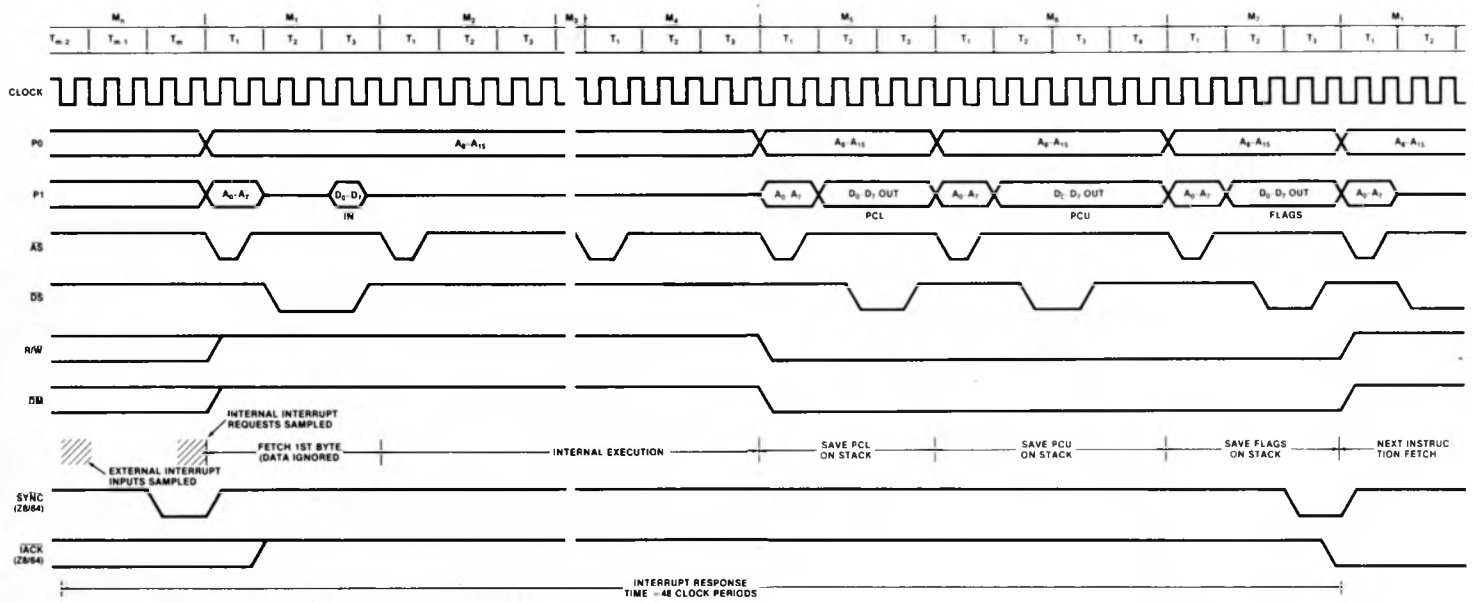 Mn M1 M2 M3 M4 M5 M6 M7 M1
Tm-2 Tm-1 Tm T1 T2 T3 T1 T2 T3 T1 T2 T3 T1 T2 T3 T1 T2 T3 T4 T1 T2 T3 T1 T2
CLOCK
P0 A8-A15 A8-A15 A8-A15 A8-A15 A8-A15
P1 A0-A7 D0-D7 A0-A7 D0-D7 OUT A0-A7 D0-D7 OUT A0-A7 D0-D7 OUT A0-A7
IN PCL PCU FLAGS
AS
DS
R/W
DM
INTERNAL INTERRUPT
REQUESTS SAMPLED
FETCH 1ST BYTE
(DATA IGNORED
INTERNAL EXECUTION
SAVE PCL
ON STACK
SAVE PCU
ON STACK
SAVE FLAGS
ON STACK
NEXT INSTRUC
TION FETCH
EXTERNAL INTERRUPT
INPUTS SAMPLED
SYNC
(Z8/64)
IACK
(Z8/64)
INTERRUPT RESPONSE
TIME = 48 CLOCK PERIODS